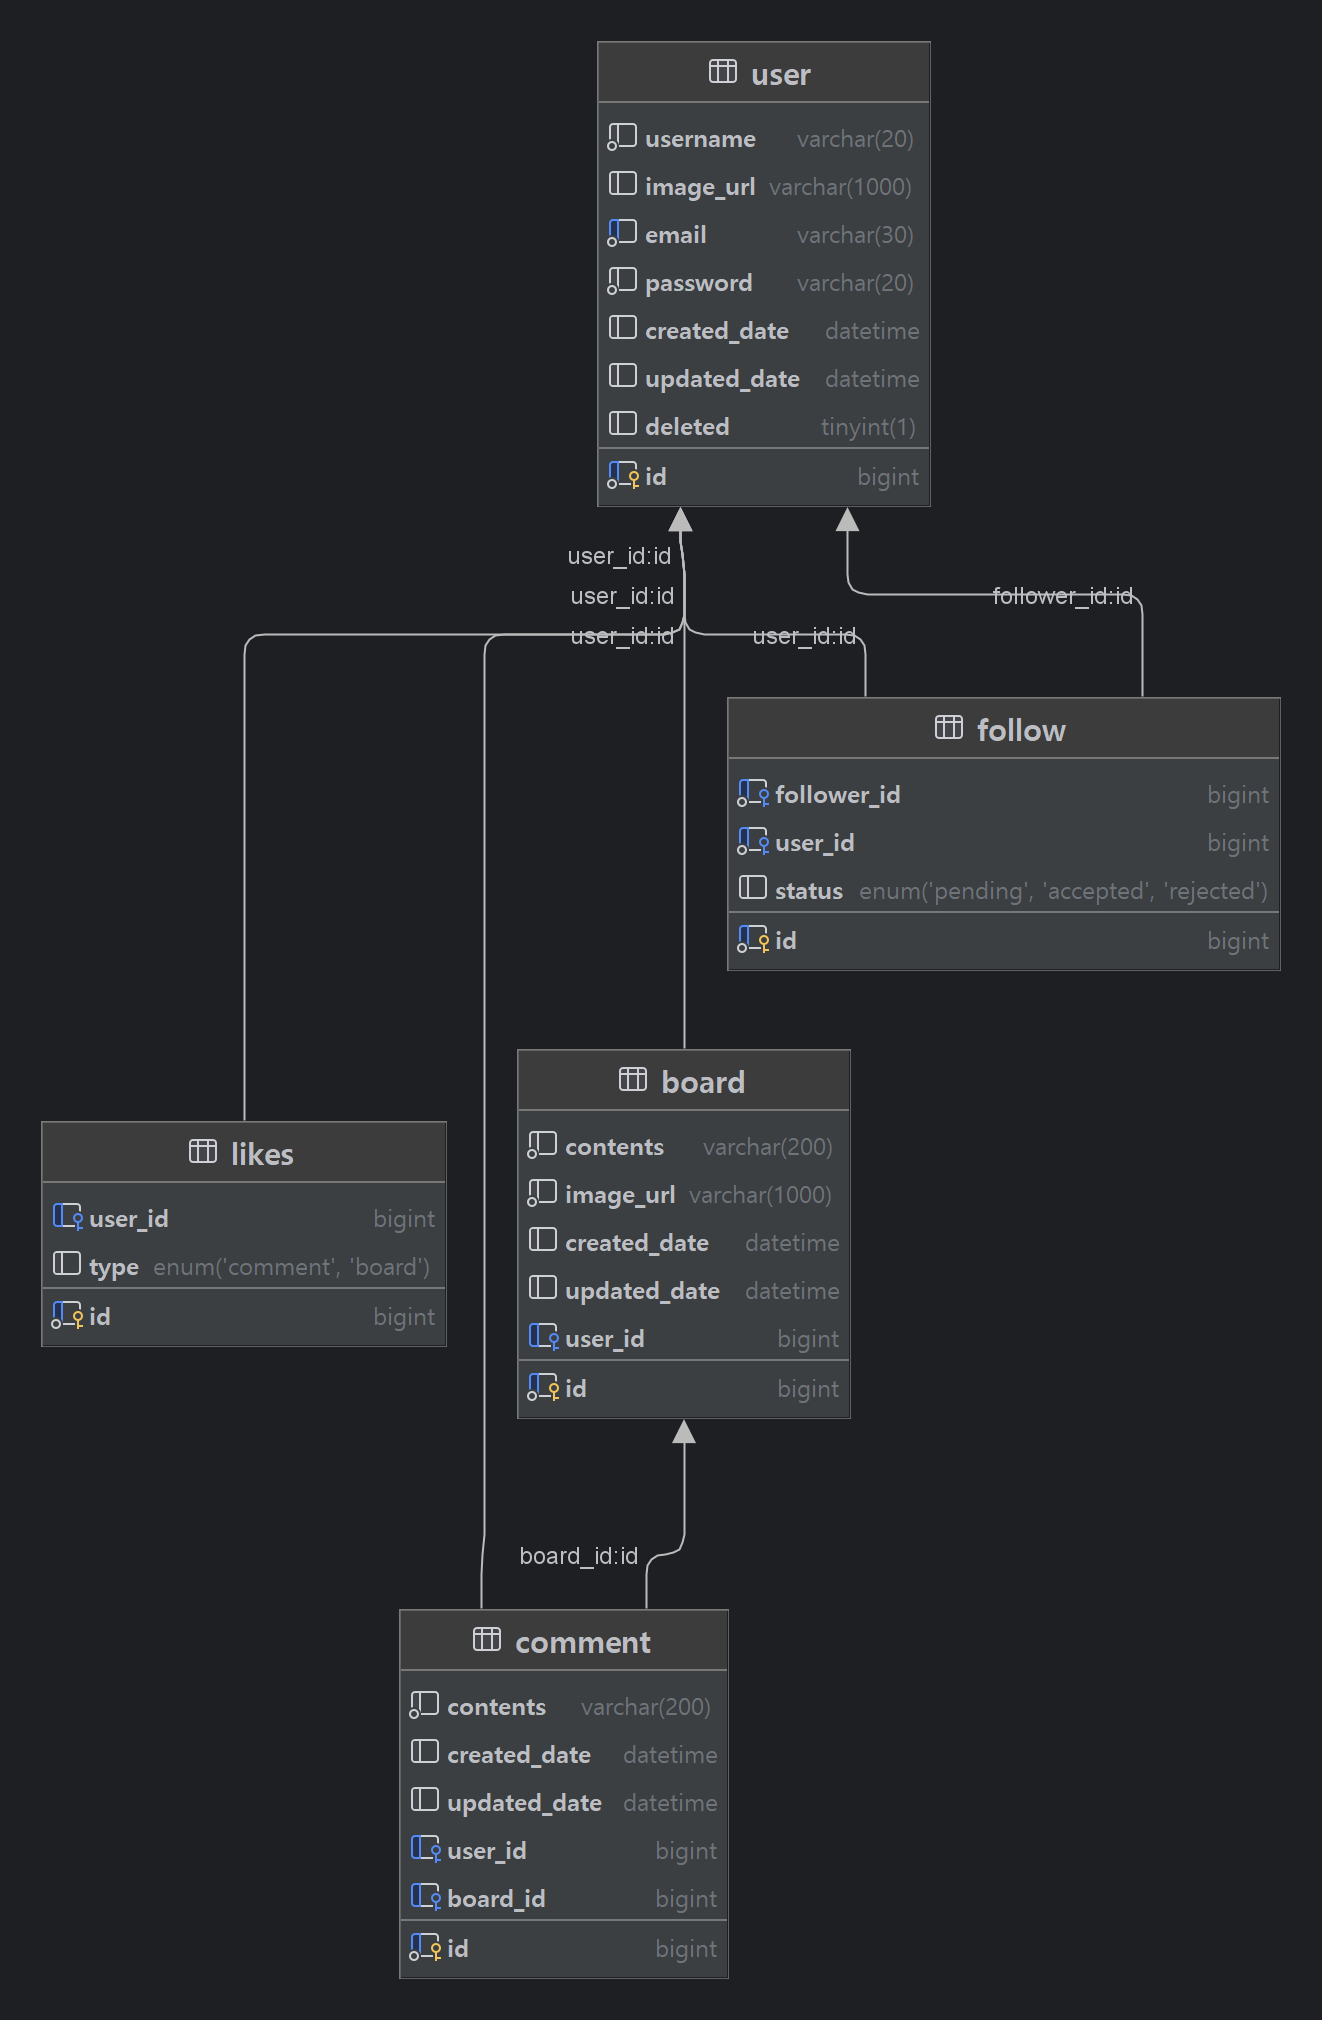 user
username varchar(20)
image_url varchar(1000)
email varchar(30)
password varchar(20)
created_date datetime
updated_date datetime
deleted tinyint(1)
id bigint
user_id:id
user_id:id
follower_id:id
user_id:id
user_id:id
follow
follower_id bigint
user_id bigint
status enum('pending', 'accepted', 'rejected')
id bigint
board
contents varchar(200)
image_url varchar(1000)
created_date datetime
updated_date datetime
user_id bigint
id bigint
likes
user_id bigint
type enum('comment', 'board')
id bigint
board_id:id
comment
contents varchar(200)
created_date datetime
updated_date datetime
user_id bigint
board_id bigint
id bigint